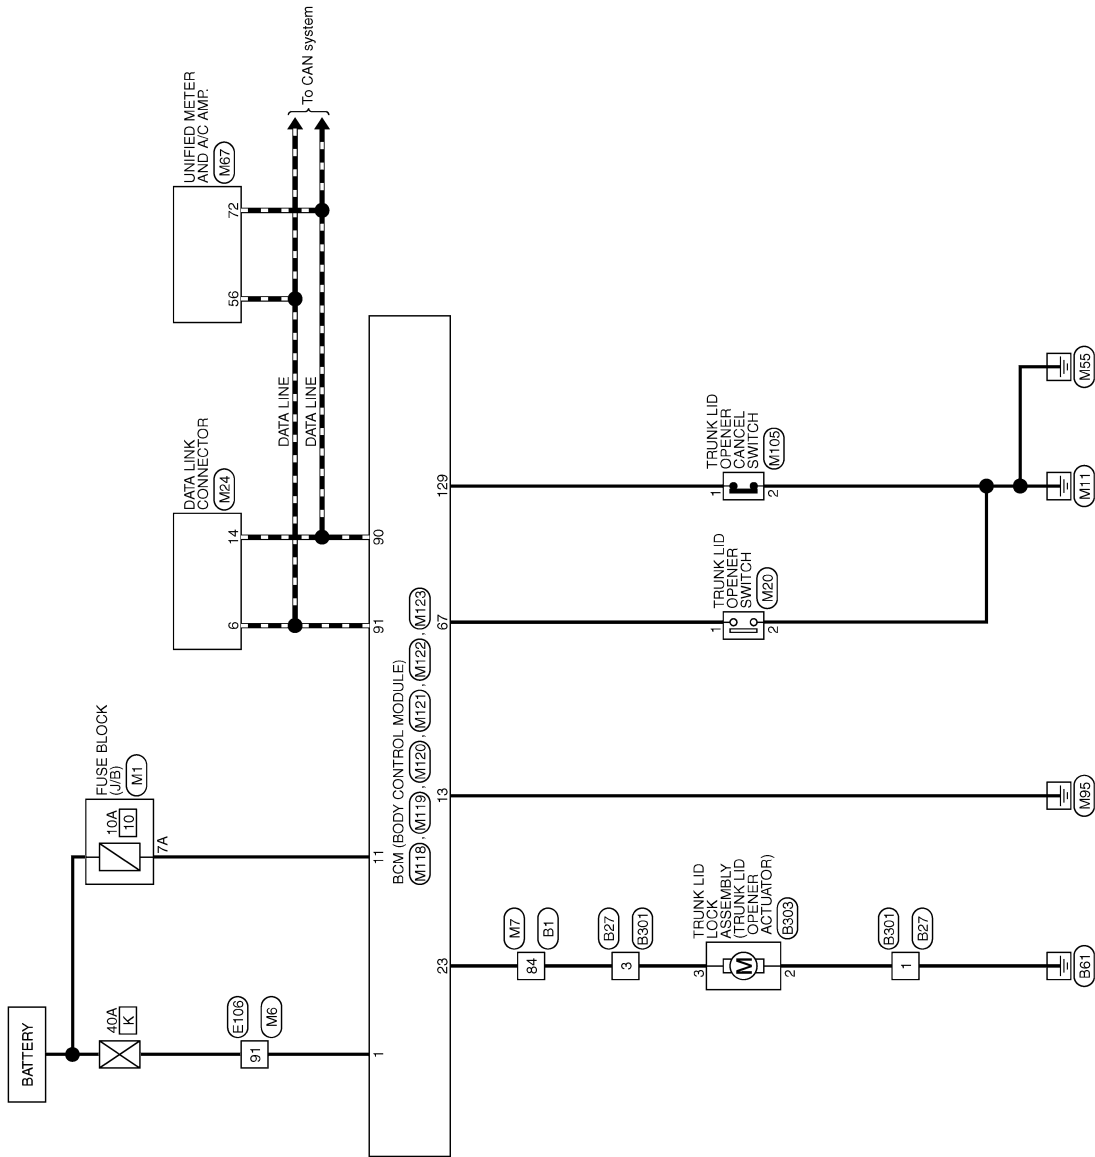 BATTERY
40A
K
91
E106
M6
1
FUSE BLOCK
(J/B)
M1
10A
10
7A
11
DATA LINK
CONNECTOR
M24
6
14
91
90
UNIFIED METER
AND A/C AMP.
M67
56
72
DATA LINE
DATA LINE
To CAN system
BCM (BODY CONTROL MODULE)
M118 , M119 , M120 , M121 , M122 , M123
23
13
67
129
84
M7
B1
3
B27
B301
TRUNK LID
LOCK
ASSEMBLY
(TRUNK LID
OPENER
ACTUATOR)
B303
3
M
2
1
B301
B27
B61
M95
TRUNK LID
OPENER
SWITCH
M20
1
2
TRUNK LID
OPENER
CANCEL
SWITCH
M105
1
2
M11
M55